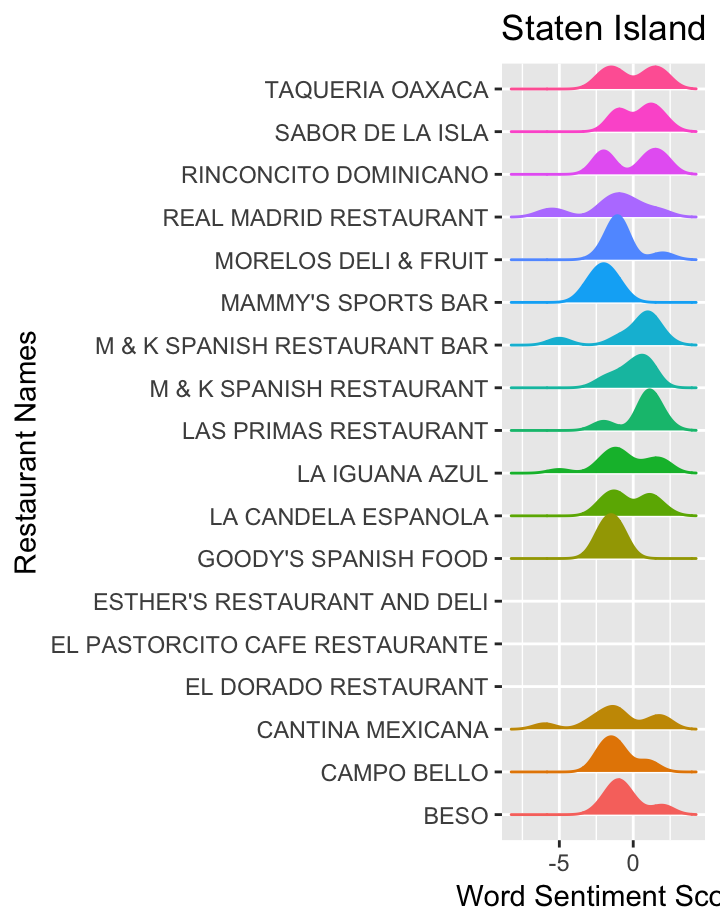 Staten Island
TAQUERIA OAXACA
SABOR DE LA ISLA
RINCONCITO DOMINICANO
REAL MADRID RESTAURANT
MORELOS DELI & FRUIT
MAMMY'S SPORTS BAR
M & K SPANISH RESTAURANT BAR
M & K SPANISH RESTAURANT
LAS PRIMAS RESTAURANT
LA IGUANA AZUL
LA CANDELA ESPANOLA
GOODY'S SPANISH FOOD
ESTHER'S RESTAURANT AND DELI
EL PASTORCITO CAFE RESTAURANTE
EL DORADO RESTAURANT
CANTINA MEXICANA
CAMPO BELLO
BESO
Restaurant Names
-5 0
Word Sentiment Sco